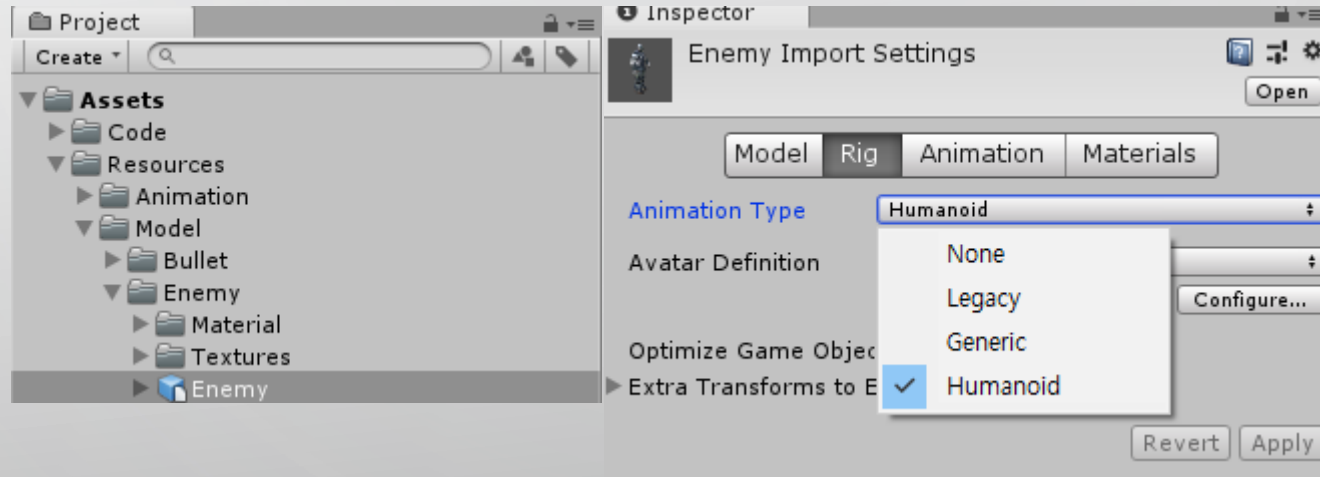 Project
Create
Assets
Code
Resources
Animation
Model
Bullet
Enemy
Material
Textures
Enemy
Inspector
Enemy Import Settings
Open
Model Rig Animation Materials
Animation Type Humanoid
None
Avatar Definition
Legacy
Configure...
Generic
Optimize Game Objec
Humanoid
Extra Transforms to E
Revert Apply